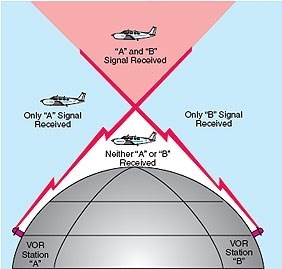 "A" and "B"
Signal Received
Only "A" Signal
Received
Only "B" Signal
Received
Neither "A" or "B"
Received
VOR
Station
"A"
VOR
Station
"B"